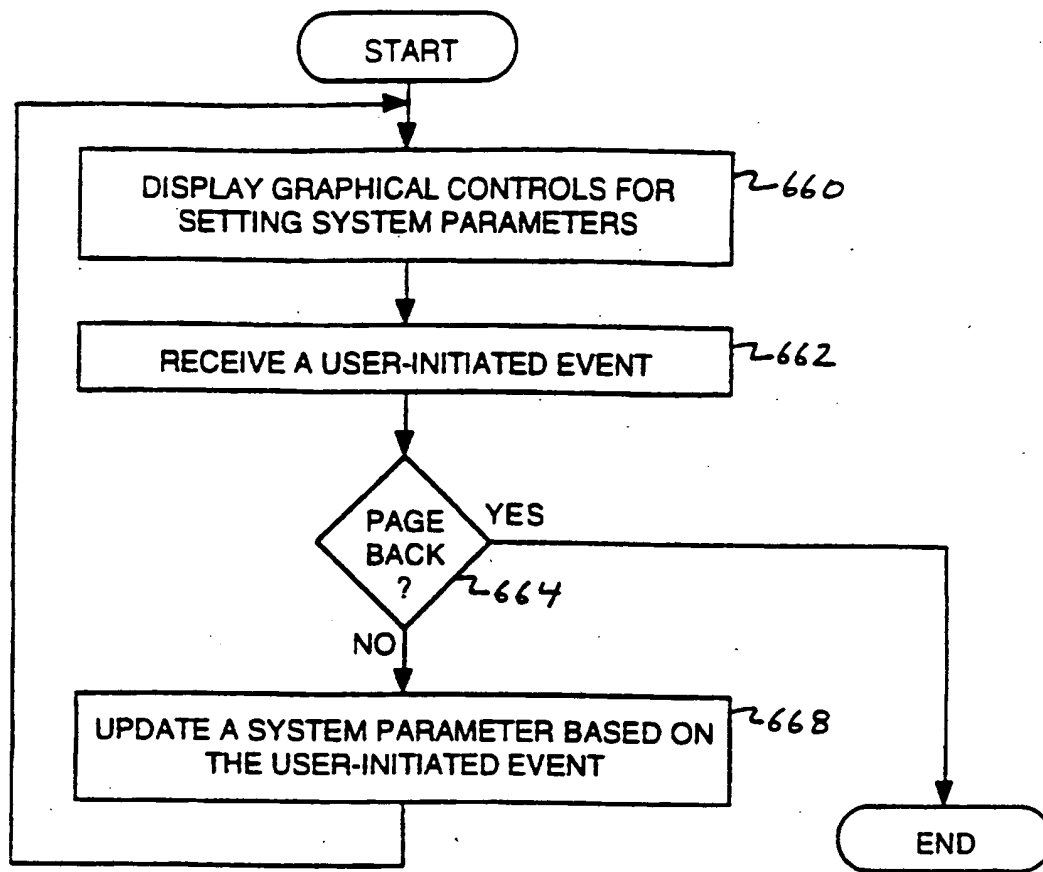 START
DISPLAY GRAPHICAL CONTROLS FOR
SETTING SYSTEM PARAMETERS
660
RECEIVE A USER-INITIATED EVENT
662
PAGE
BACK
?
YES
664
NO
UPDATE A SYSTEM PARAMETER BASED ON
THE USER-INITIATED EVENT
668
END